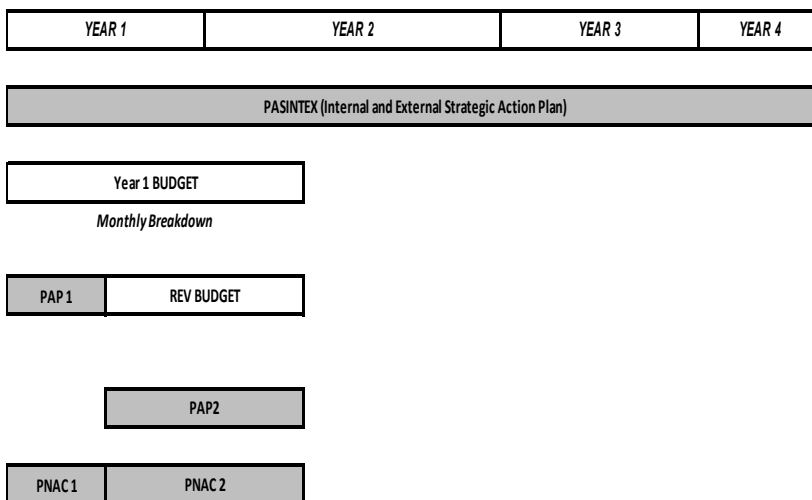 YEAR 1 YEAR 2 YEAR 3 YEAR 4
PASINTEX (Internal and External Strategic Action Plan)
Year 1 BUDGET
Monthly Breakdown
PAP 1 REV BUDGET
PAP2
PNAC 1 PNAC 2